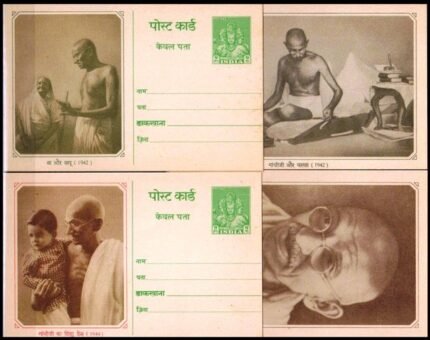 पोस्ट कार्ड
केवल पता
INDIA
नाम
पता
डाकखाना
ज़िला
बा और बापू (1942)
गांधीजी और चरखा (1942)
पोस्ट कार्ड
केवल पता
INDIA
नाम
पता
डाकखाना
ज़िला
गांधीजी का शिशु प्रेम